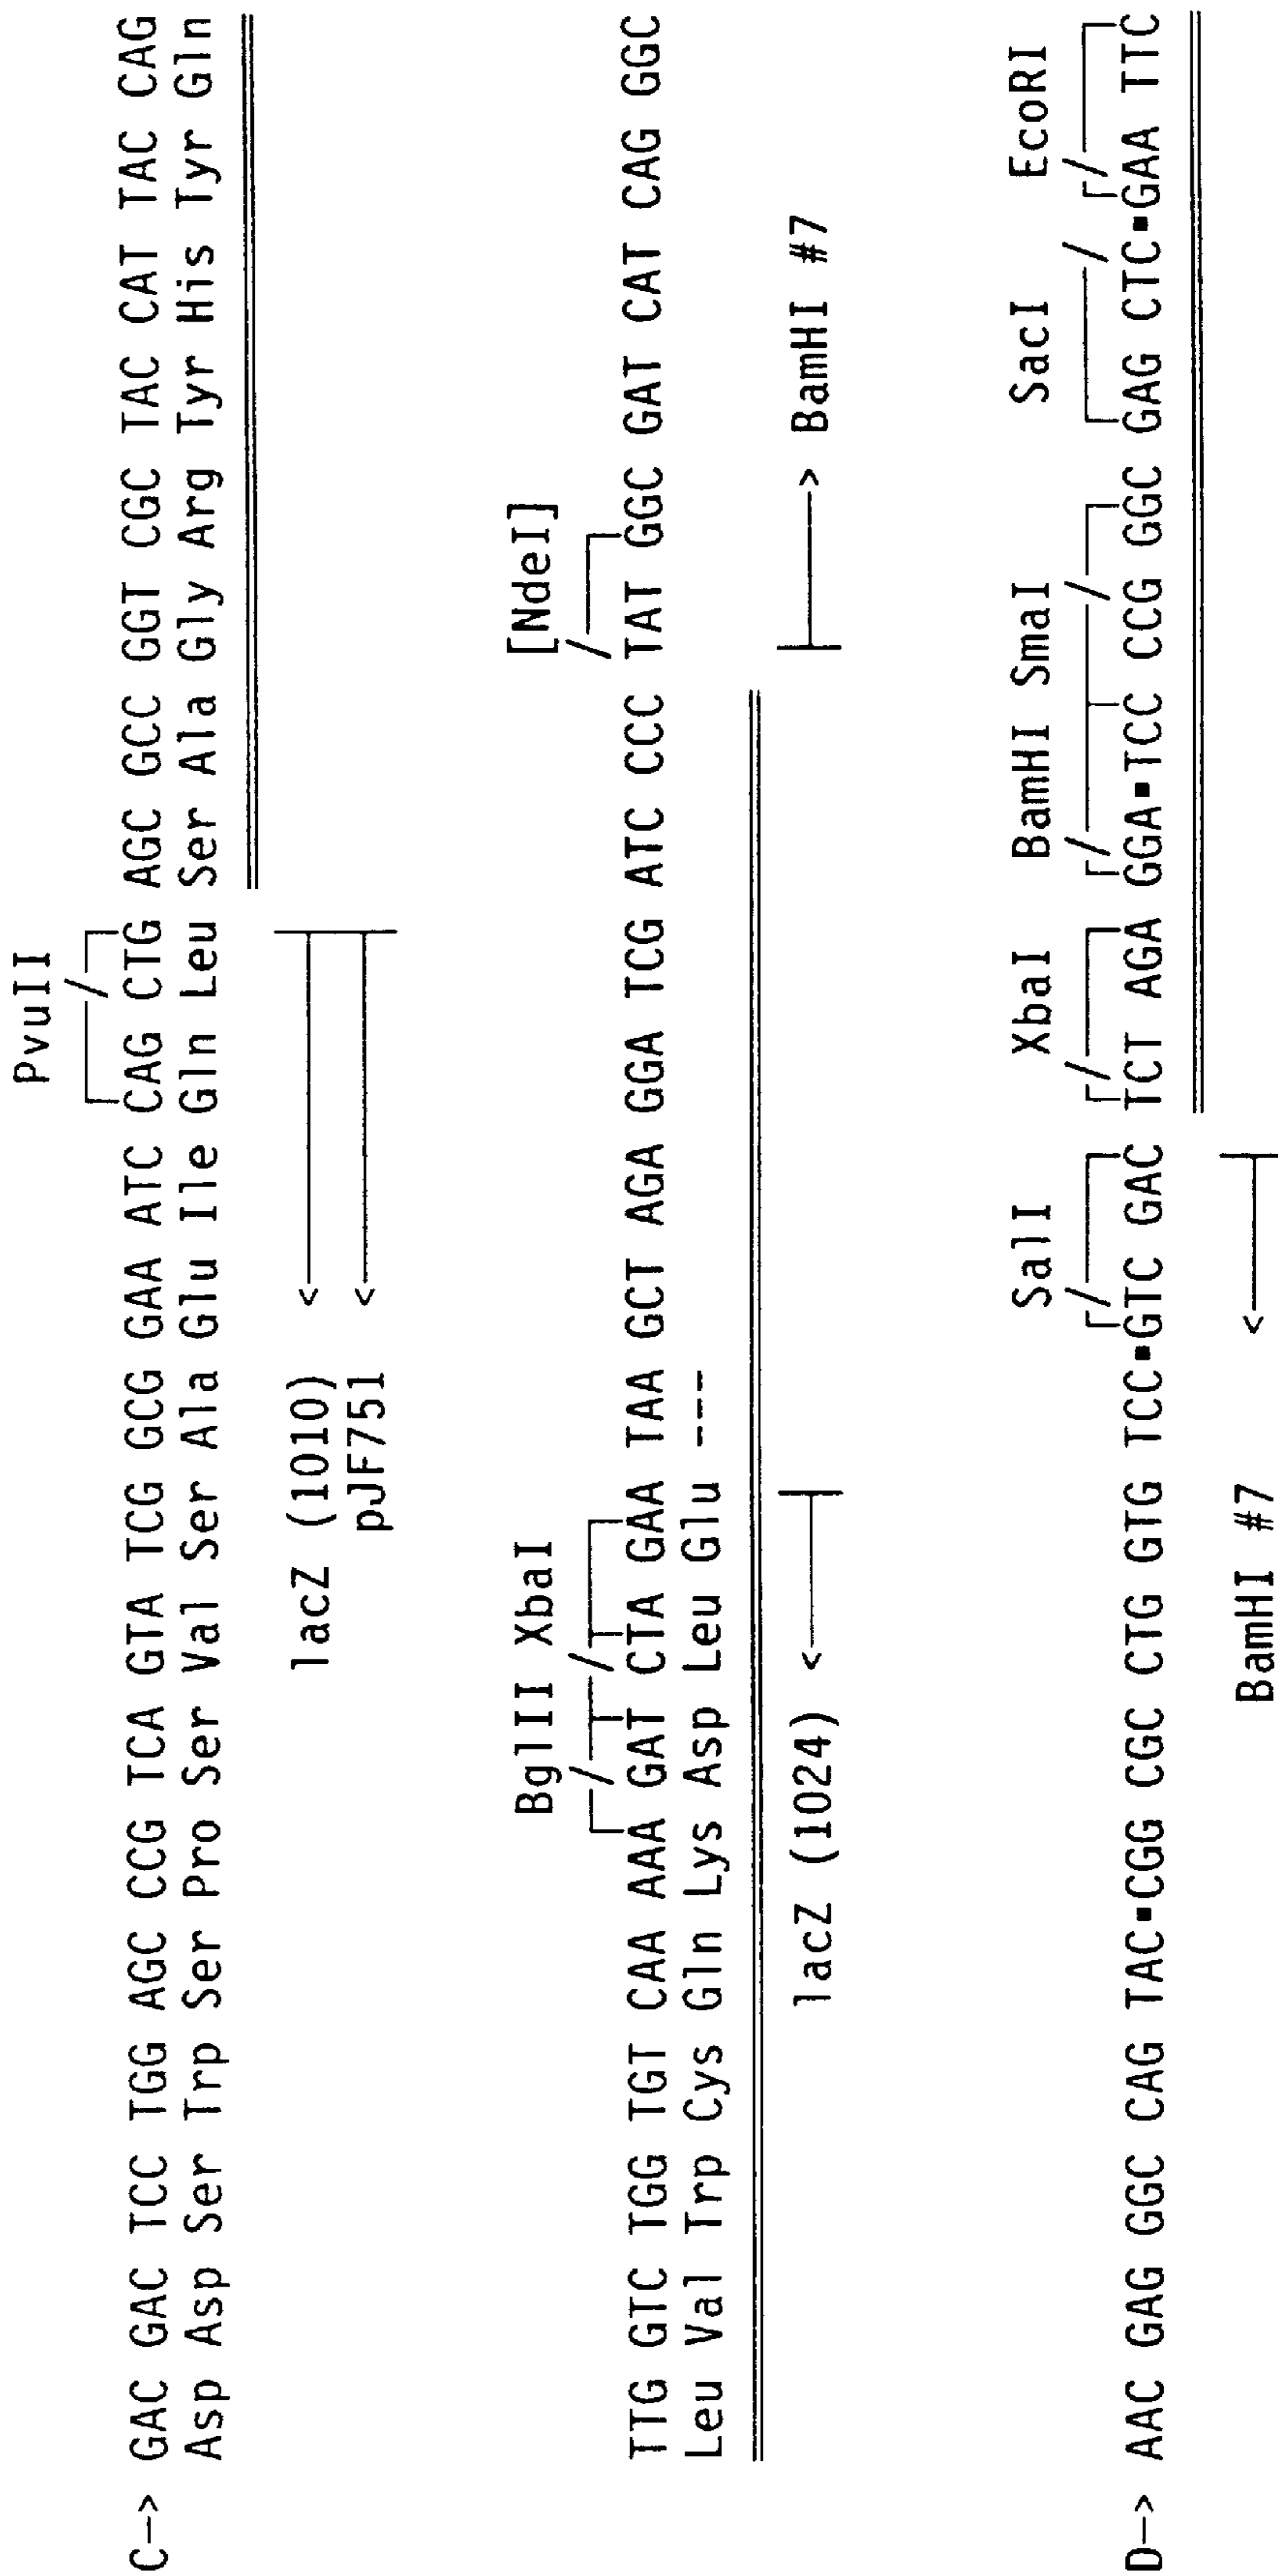 PvuII
C—> GAC GAC TCC TGG AGC CCG TCA GTA TCG GCG GAA ATC CAG CTG AGC GCC GGT CGC TAC CAT TAC CAG
Asp Asp Ser Trp Ser Pro Ser Val Ser Ala Glu Ile Gln Leu Ser Ala Gly Arg Tyr His Tyr Gln
lacZ (1010) <
pJF751 <
BglII XbaI [NdeI]
TTG GTC TGG TGT CAA AAA GAT CTA GAA TAA GCT AGA GGA TCG ATC CCC TAT GGC GAT CAT CAG GGC
Leu Val Trp Cys Gln Lys Asp Leu Glu ---
lacZ (1024) < > BamHI #7
SalI XbaI BamHI SmaI SacI EcoRI
D—> AAC GAG GGC CAG TAC▪CGG CGC CTG GTG TCC▪GTC GAC TCT AGA GGA▪TCC CCG GGC GAG CTC▪GAA TTC
BamHI #7 <